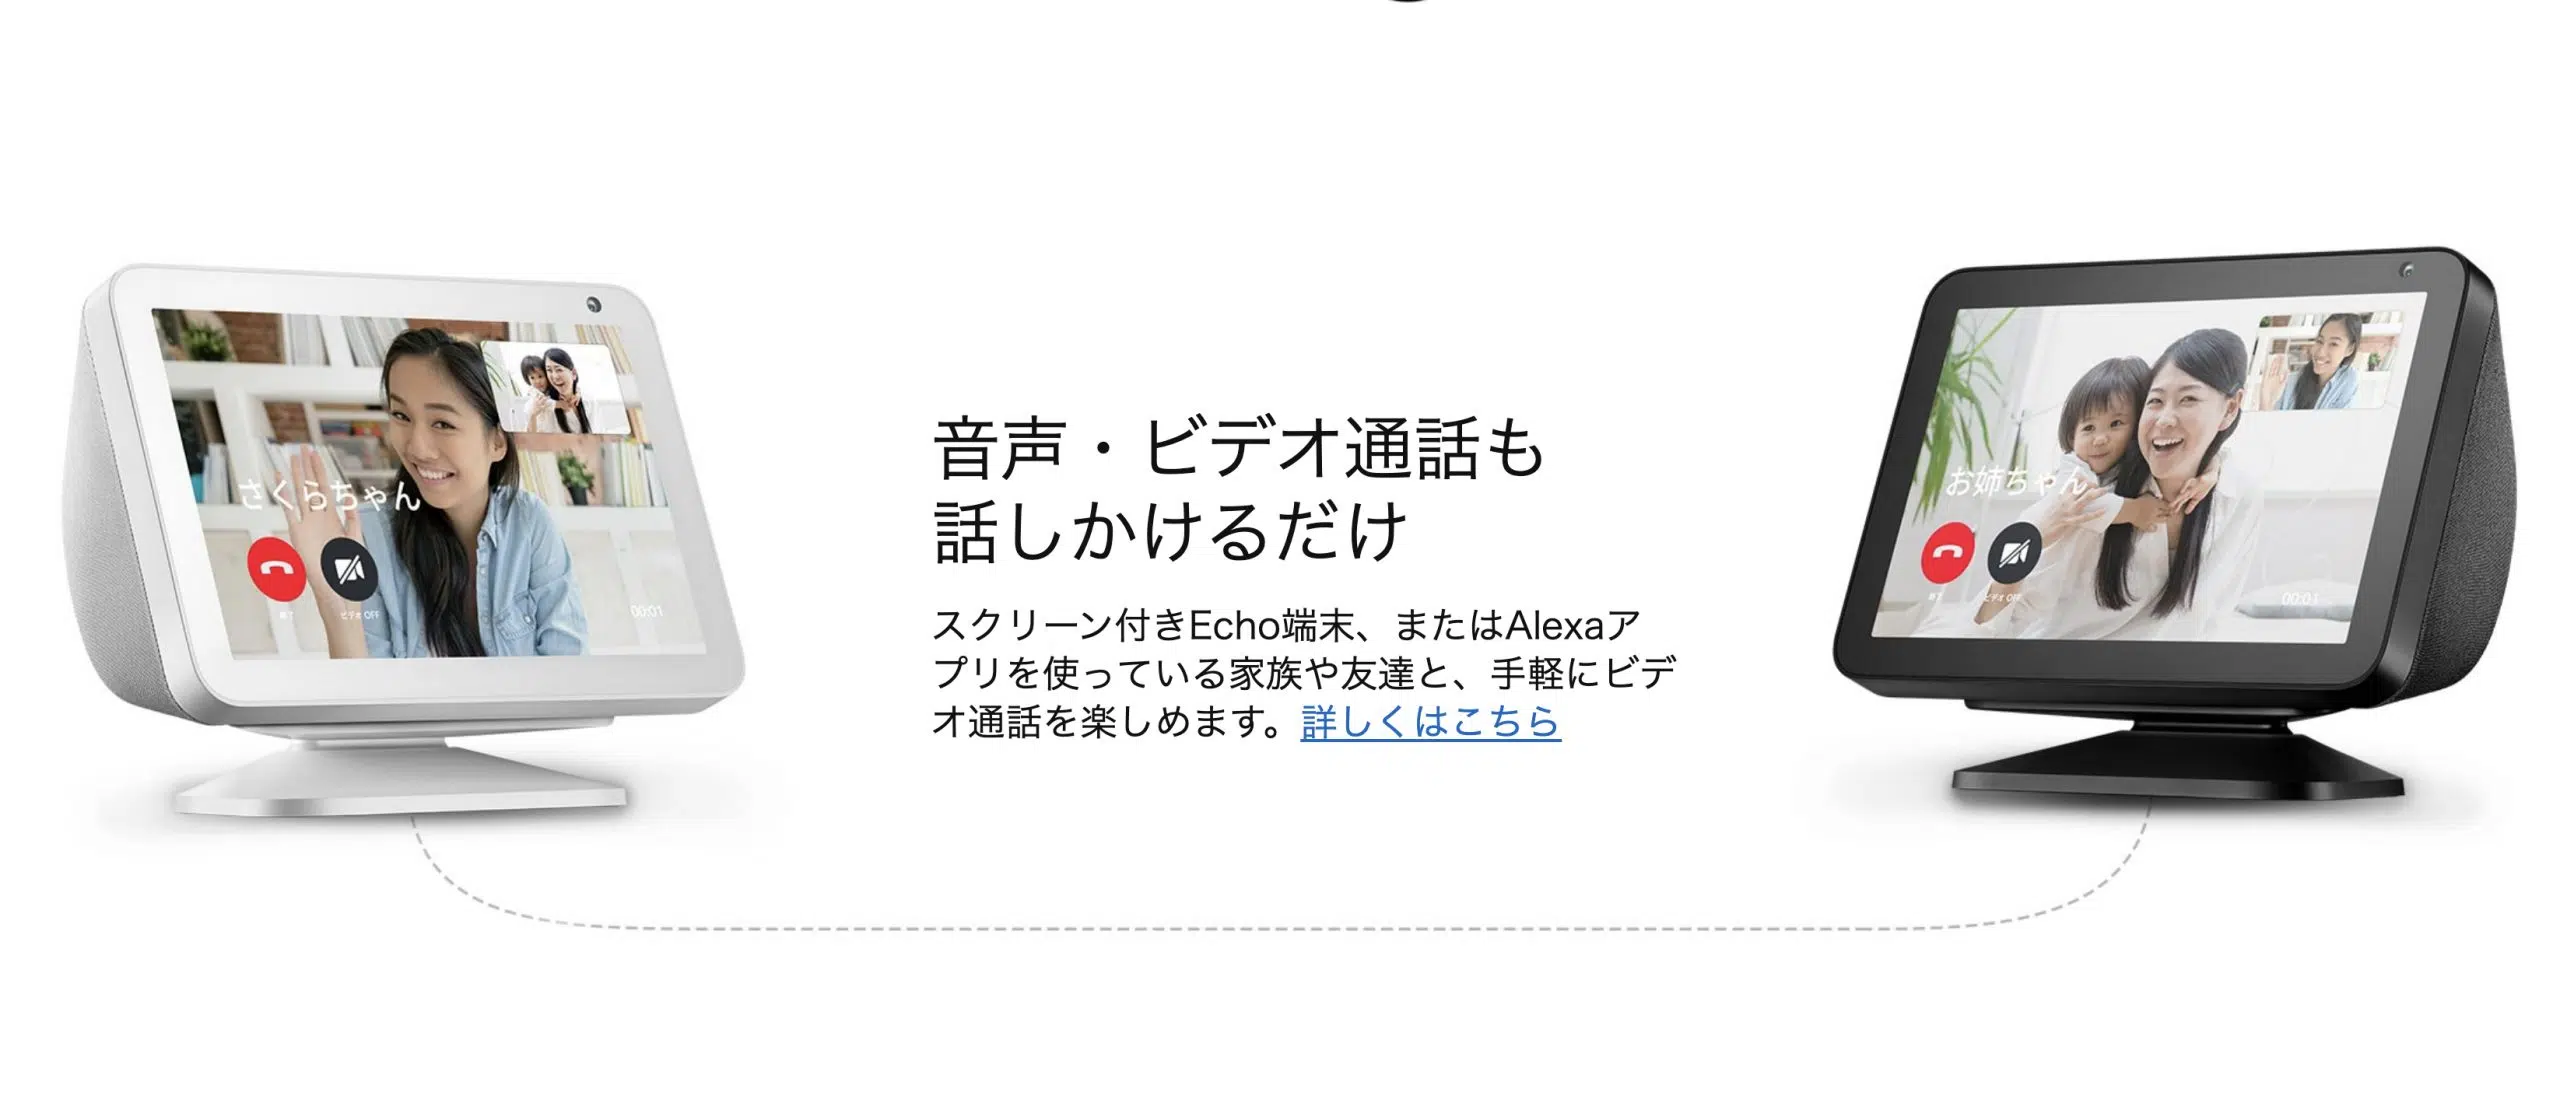 さくらちゃん
終了
ビデオ OFF
00:01
音声・ビデオ通話も
話しかけるだけ
スクリーン付きEcho端末、またはAlexaア
プリを使っている家族や友達と、手軽にビデ
オ通話を楽しめます。詳しくはこちら
お姉ちゃん
終了
ビデオ OFF
00:01